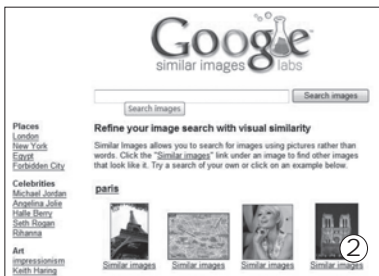 Google
similar images labs
Search images
Search Images
Places
London
New York
Egypt
Forbidden City
Celebrities
Michael Jordan
Angelina Jolie
Halle Berry
Seth Rogan
Rihanna
Art
impressionism
Keith Haring
Refine your image search with visual similarity
Similar Images allows you to search for images using pictures rather than
words. Click the "Similar images" link under an image to find other images
that look like it. Try a search of your own or click on an example below.
paris
Similar images Similar images Similar images Similar images
2